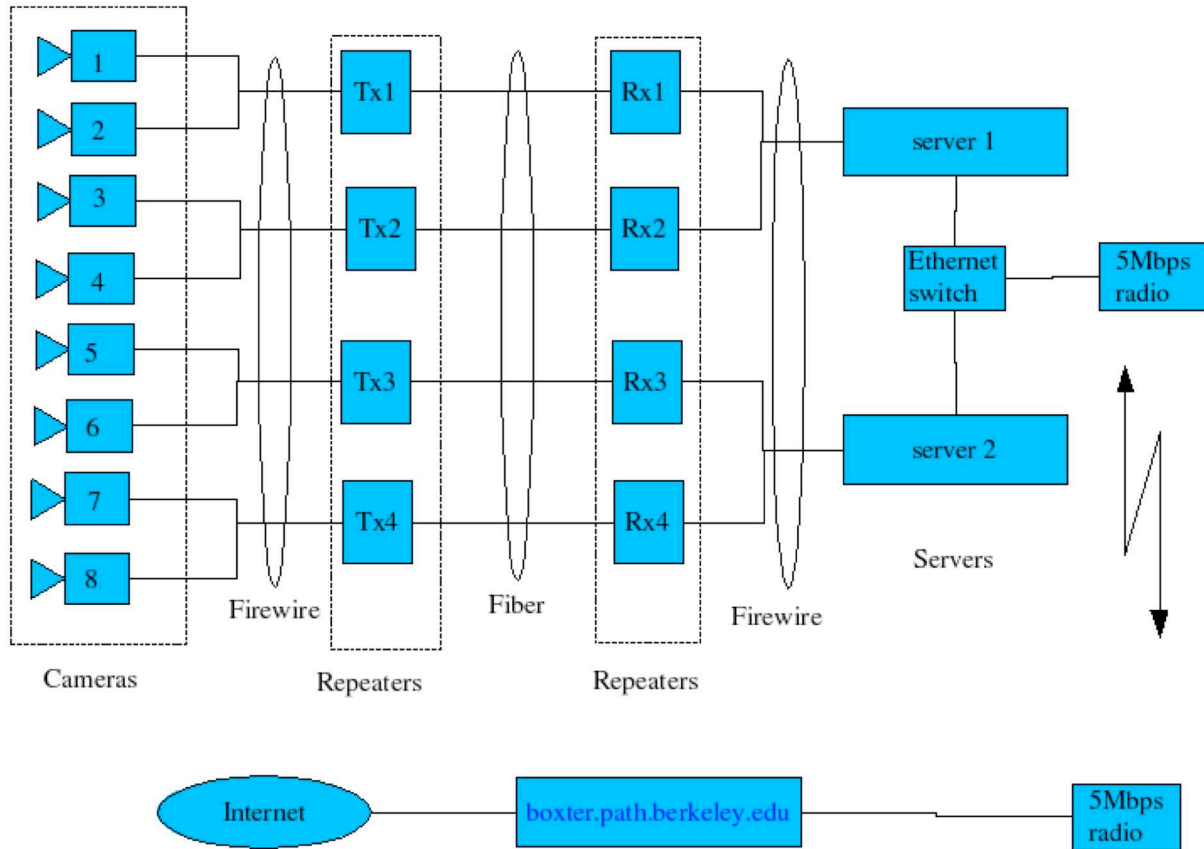 1
2
3
4
5
6
7
8
Cameras
Firewire
Tx1
Tx2
Tx3
Tx4
Repeaters
Fiber
Rx1
Rx2
Rx3
Rx4
Repeaters
Firewire
server 1
Ethernet
switch
5Mbps
radio
server 2
Servers
Internet
boxter.path.berkeley.edu
5Mbps
radio